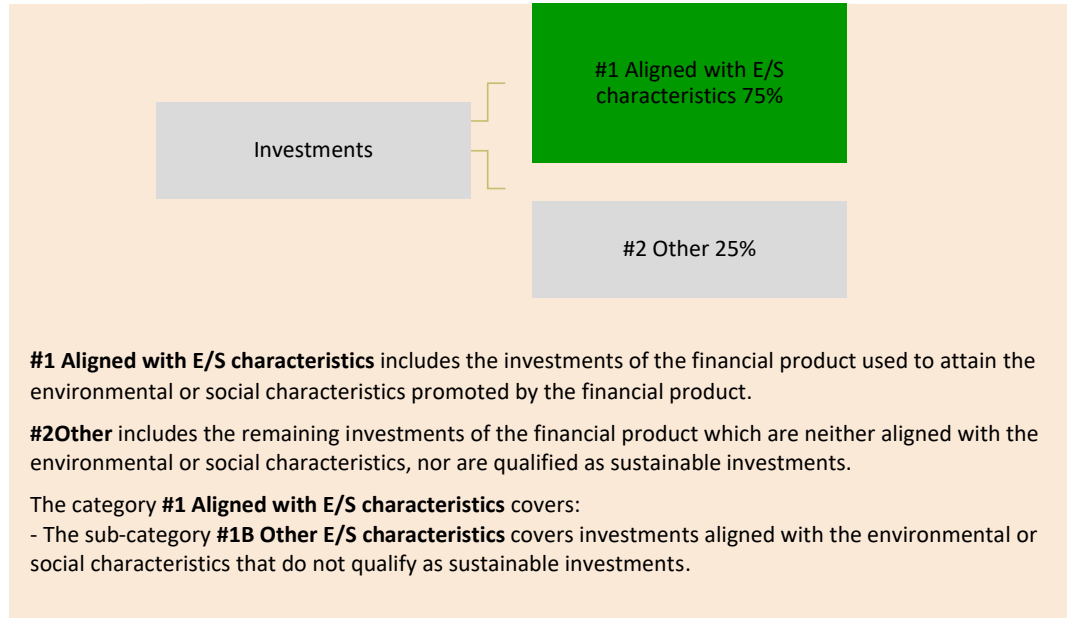 #1 Aligned with E/S
characteristics 75%
Investments
#2 Other 25%
#1 Aligned with E/S characteristics includes the investments of the financial product used to attain the
environmental or social characteristics promoted by the financial product.
#2Other includes the remaining investments of the financial product which are neither aligned with the
environmental or social characteristics, nor are qualified as sustainable investments.
The category #1 Aligned with E/S characteristics covers:
- The sub-category #1B Other E/S characteristics covers investments aligned with the environmental or
social characteristics that do not qualify as sustainable investments.